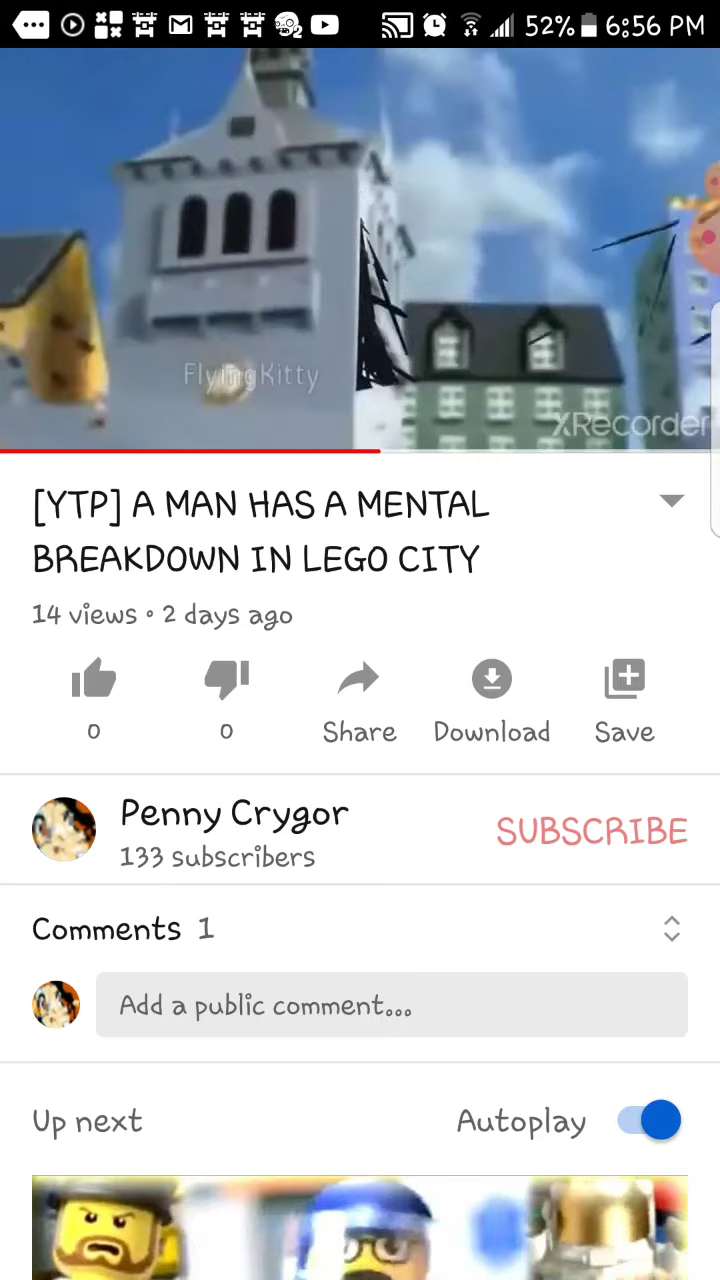 52% 6:56 PM
FlyingKitty
XRecorder
[YTP] A MAN HAS A MENTAL
BREAKDOWN IN LEGO CITY
14 views • 2 days ago
0 0 Share Download Save
Penny Crygor
133 subscribers
SUBSCRIBE
Comments 1
Add a public comment...
Up next Autoplay